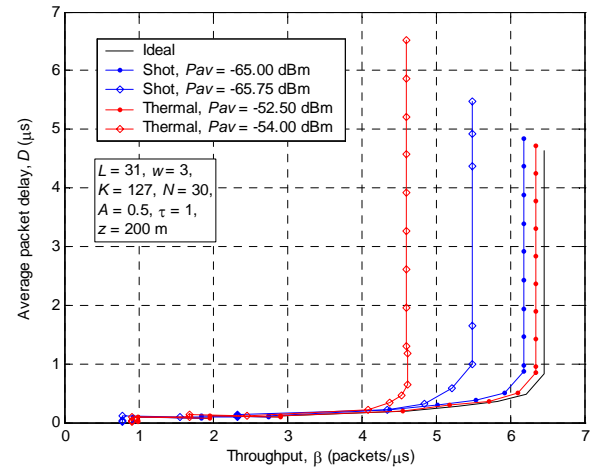 7
6
5
4
3
2
1
0
Average packet delay, D (μs)
Ideal
Shot, Pav = -65.00 dBm
Shot, Pav = -65.75 dBm
Thermal, Pav = -52.50 dBm
Thermal, Pav = -54.00 dBm
L = 31, w = 3,
K = 127, N = 30,
A = 0.5, τ = 1,
z = 200 m
0 1 2 3 4 5 6 7
Throughput, β (packets/μs)